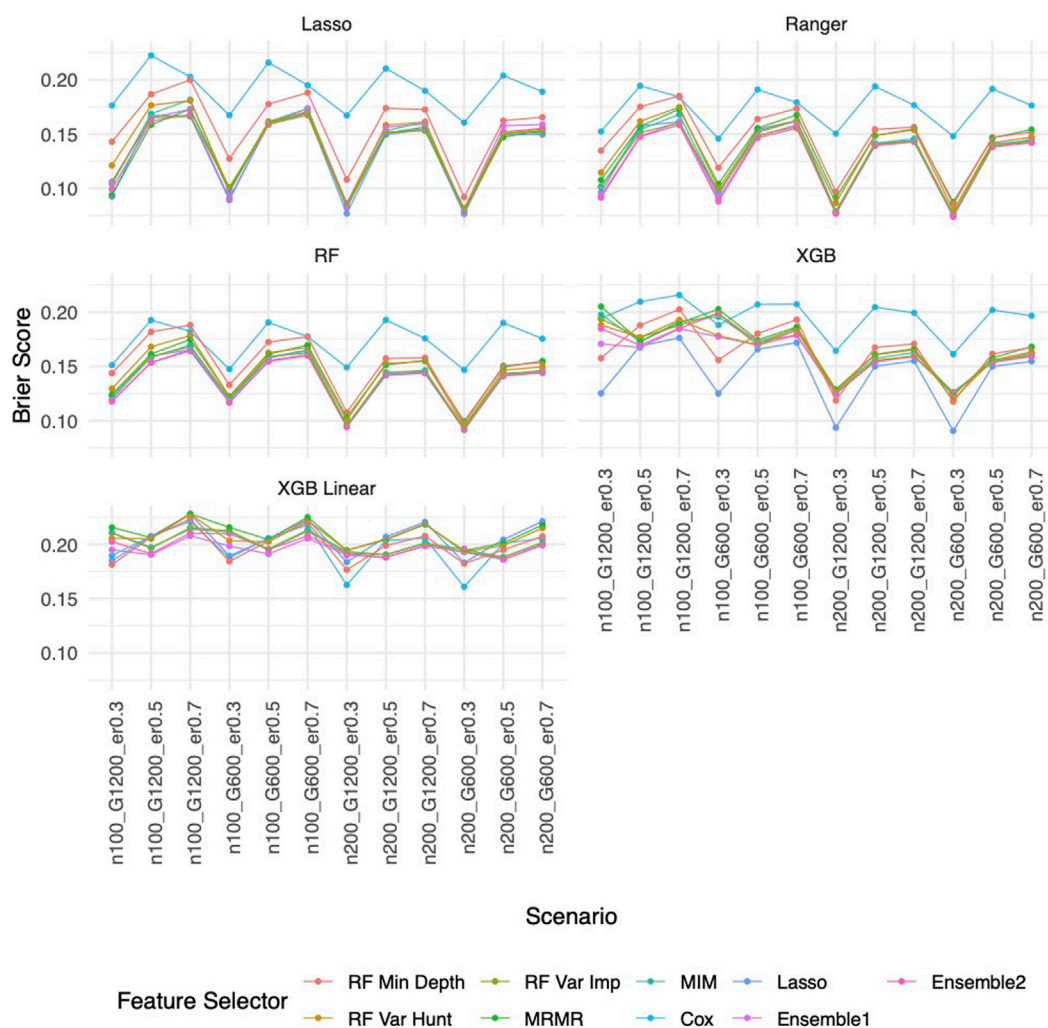 Lasso
Ranger
0.20
0.15
0.10
RF
XGB
Brier Score
0.20
0.15
0.10
XGB Linear
0.20
0.15
0.10
n100_G1200_er0.3
n100_G1200_er0.5
n100_G1200_er0.7
n100_G600_er0.3
n100_G600_er0.5
n100_G600_er0.7
n200_G1200_er0.3
n200_G1200_er0.5
n200_G1200_er0.7
n200_G600_er0.3
n200_G600_er0.5
n200_G600_er0.7
n100_G1200_er0.3
n100_G1200_er0.5
n100_G1200_er0.7
n100_G600_er0.3
n100_G600_er0.5
n100_G600_er0.7
n200_G1200_er0.3
n200_G1200_er0.5
n200_G1200_er0.7
n200_G600_er0.3
n200_G600_er0.5
n200_G600_er0.7
Scenario
Feature Selector
RF Min Depth
RF Var Imp
MIM
Lasso
Ensemble2
RF Var Hunt
MRMR
Cox
Ensemble1